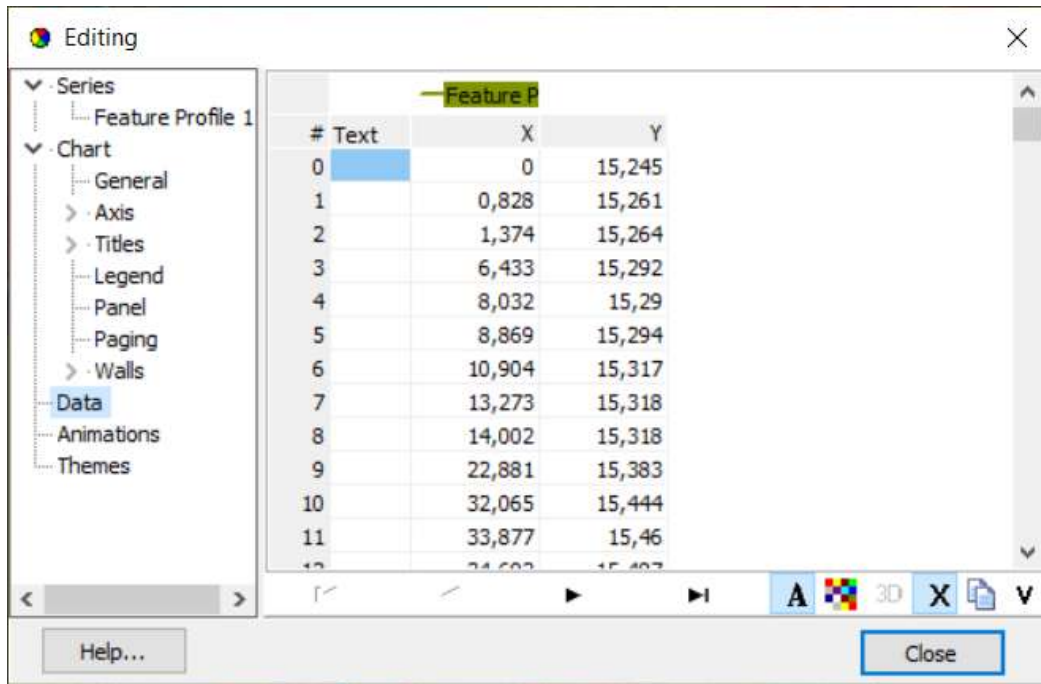 Editing
Series
Feature Profile 1
Chart
General
Axis
Titles
Legend
Panel
Paging
Walls
Data
Animations
Themes
Feature P
# Text X Y
0 0 15,245
1 0,828 15,261
2 1,374 15,264
3 6,433 15,292
4 8,032 15,29
5 8,869 15,294
6 10,904 15,317
7 13,273 15,318
8 14,002 15,318
9 22,881 15,383
10 32,065 15,444
11 33,877 15,46
A 3D X V
Help...
Close